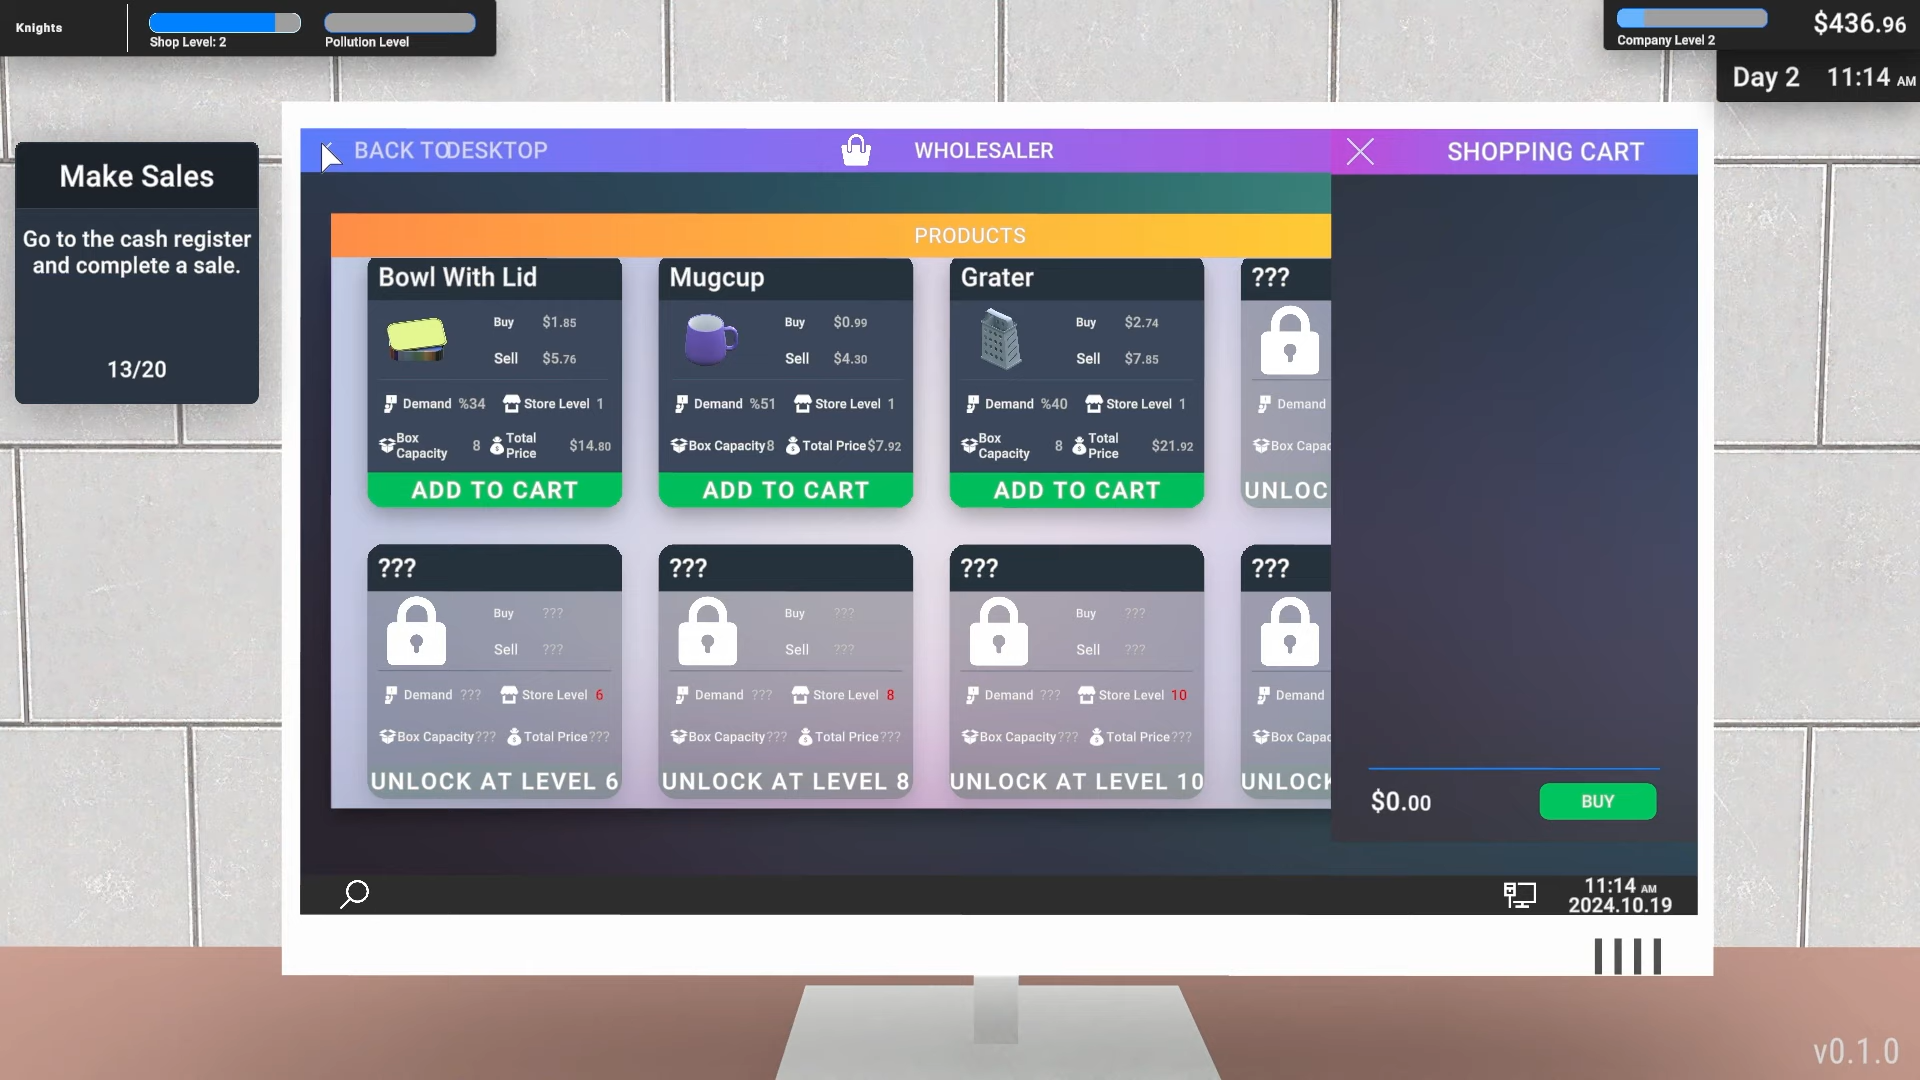 Knights
Shop Level: 2
Pollution Level
Company Level 2
$436.96
Day 2 11:14 AM
Make Sales
Go to the cash register
and complete a sale.
13/20
BACK TO DESKTOP
WHOLESALER
SHOPPING CART
PRODUCTS
Bowl With Lid
Buy $1.85
Sell $5.76
Demand %34 Store Level 1
Box Capacity 8 Total Price $14.80
ADD TO CART
Mugcup
Buy $0.99
Sell $4.30
Demand %51 Store Level 1
Box Capacity 8 Total Price $7.92
ADD TO CART
Grater
Buy $2.74
Sell $7.85
Demand %40 Store Level 1
Box Capacity 8 Total Price $21.92
ADD TO CART
???
Demand
Box Capac
UNLOC
???
Buy ???
Sell ???
Demand ??? Store Level 6
Box Capacity ??? Total Price ???
UNLOCK AT LEVEL 6
???
Buy ???
Sell ???
Demand ??? Store Level 8
Box Capacity ??? Total Price ???
UNLOCK AT LEVEL 8
???
Buy ???
Sell ???
Demand ??? Store Level 10
Box Capacity ??? Total Price ???
UNLOCK AT LEVEL 10
???
Demand
Box Capac
UNLOCK
$0.00
BUY
11:14 AM
2024.10.19
v0.1.0